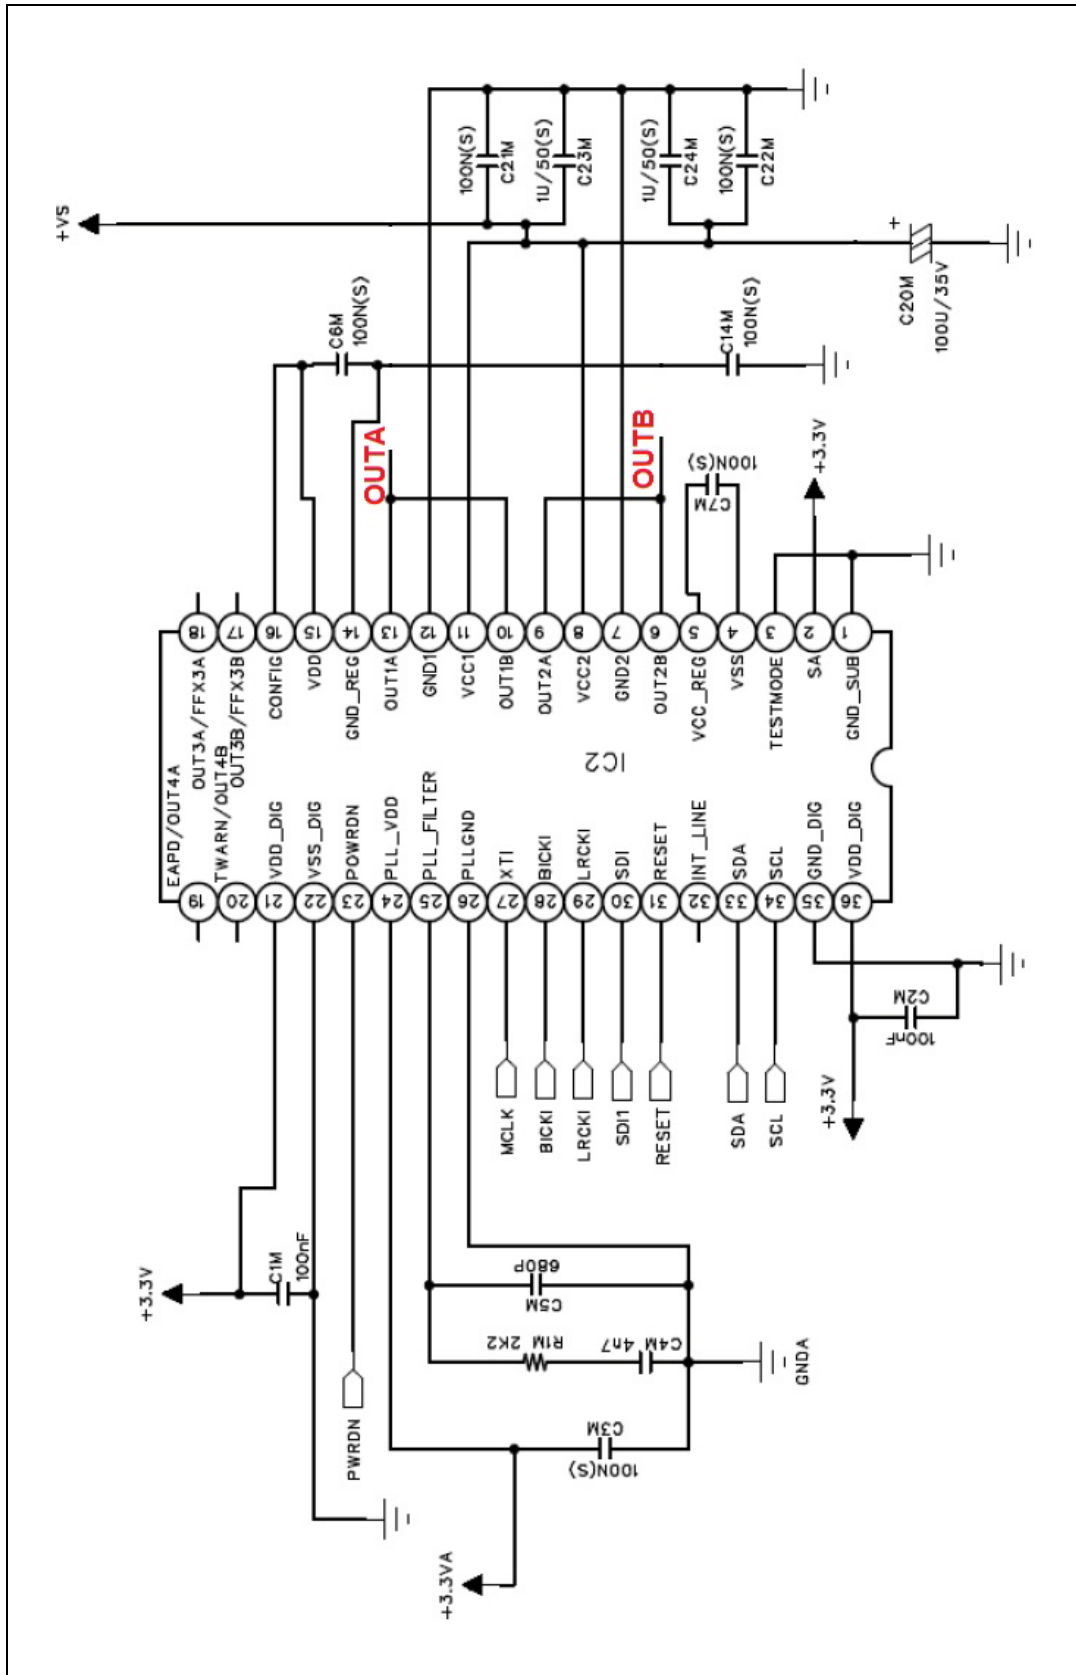 +VS
100N(S)
C21M
1U/50(S)
C23M
1U/50(S)
C24M
100N(S)
C22M
+
C20M
100U/35V
C6M
100N(S)
C14M
100N(S)
OUTA
OUTB
100N(S)
C7M
+3.3V
18
17
16
15
14
13
12
11
10
9
8
7
6
5
4
3
2
1
OUT3A/FFX3A
OUT3B/FFX3B
CONFIG
VDD
GND_REG
OUT1A
GND1
VCC1
OUT1B
OUT2A
VCC2
GND2
OUT2B
VCC_REG
VSS
TESTMODE
SA
GND_SUB
IC2
EAPD/OUT4A
TWARN/OUT4B
VDD_DIG
VSS_DIG
POWRDN
PLL_VDD
PLL_FILTER
PLLGND
XTI
BICKI
LRCKI
SDI
RESET
INT_LINE
SDA
SCL
GND_DIG
VDD_DIG
19
20
21
22
23
24
25
26
27
28
29
30
31
32
33
34
35
36
MCLK
BICKI
LRCKI
SDI1
RESET
SDA
SCL
C2M
100nF
+3.3V
+3.3V
C1M
100nF
PWRDN
680P
C5M
R1M 2K2
C4M 4n7
GNDA
C3M
100N(S)
+3.3VA